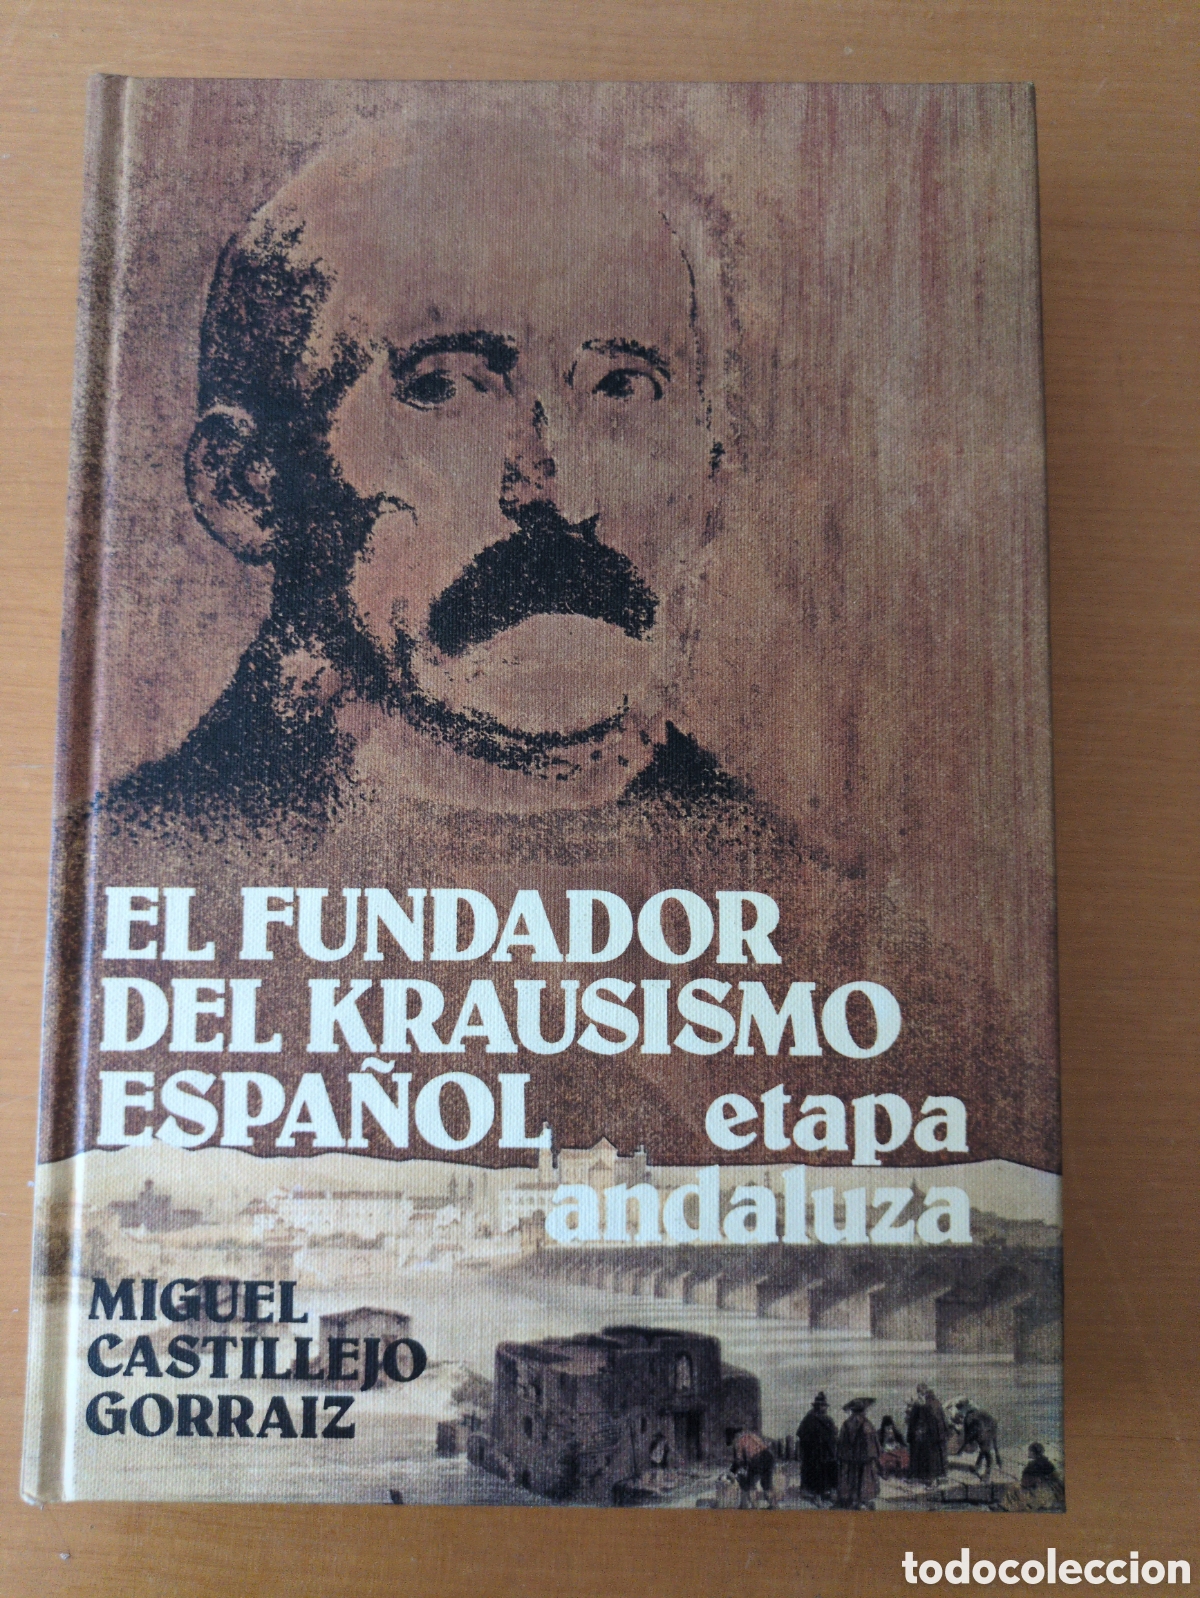 EL FUNDADOR
DEL KRAUSISMO
ESPAÑOL etapa
andaluza
MIGUEL
CASTILLEJO
GORRAIZ
todocoleccion